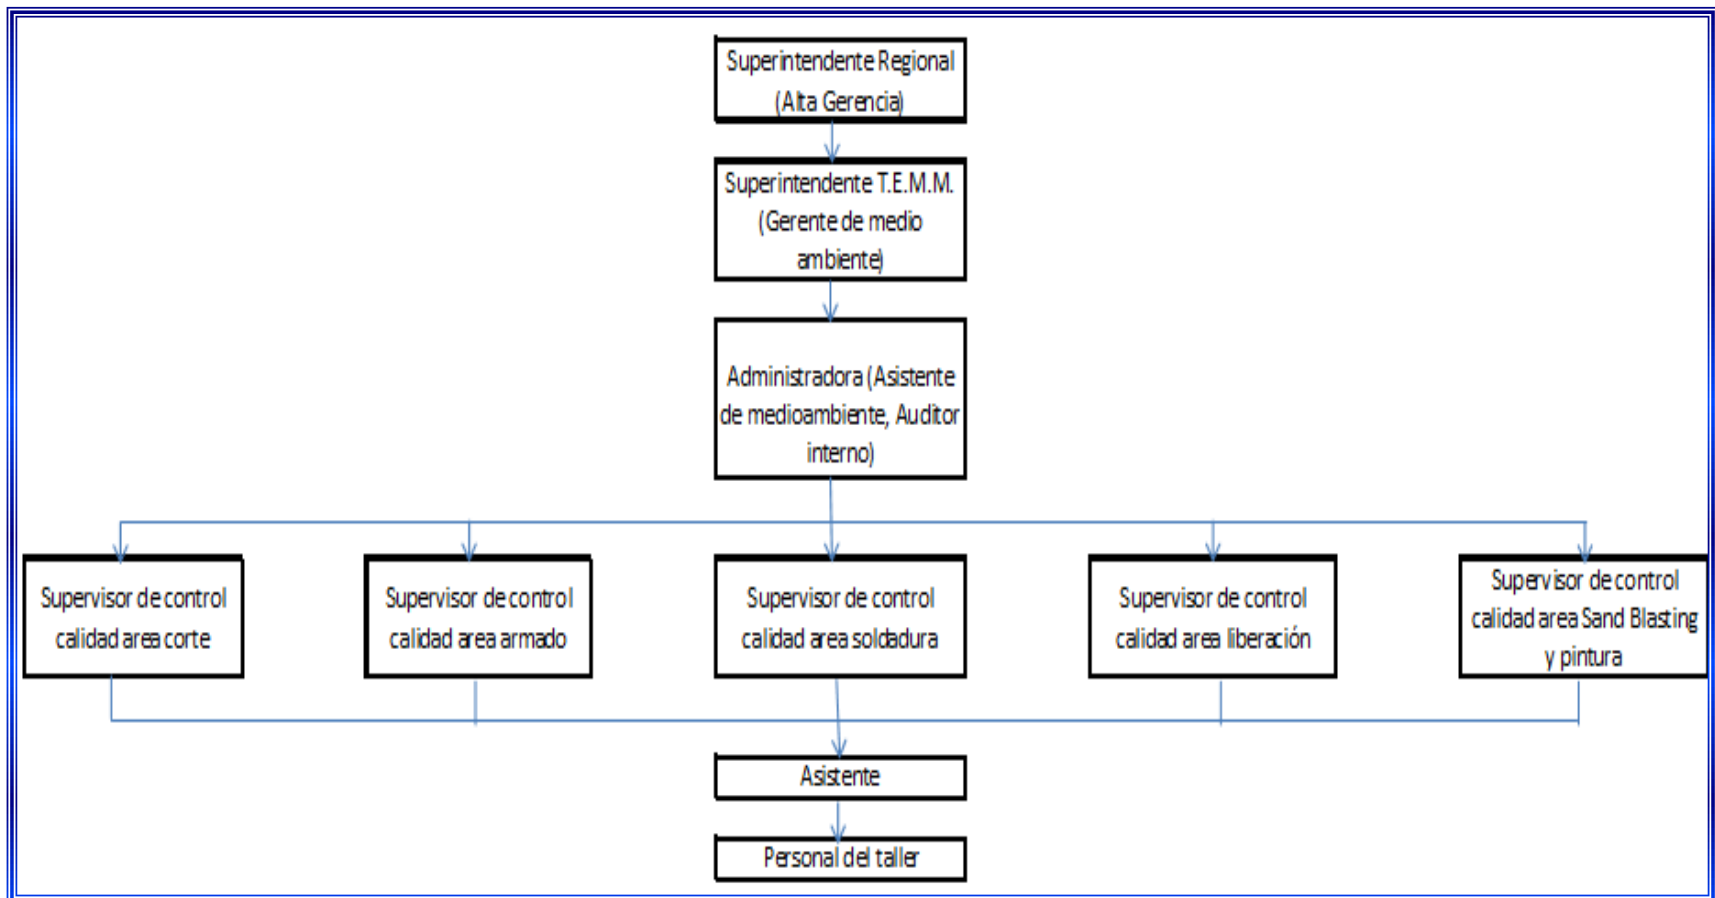 Superintendente Regional
(Alta Gerencia)
Superintendente T.E.M.M.
(Gerente de medio
ambiente)
Administradora (Asistente
de medioambiente, Auditor
interno)
Supervisor de control
calidad area corte
Supervisor de control
calidad area armado
Supervisor de control
calidad area soldadura
Supervisor de control
calidad area liberación
Supervisor de control
calidad area Sand Blasting
y pintura
Asistente
Personal del taller